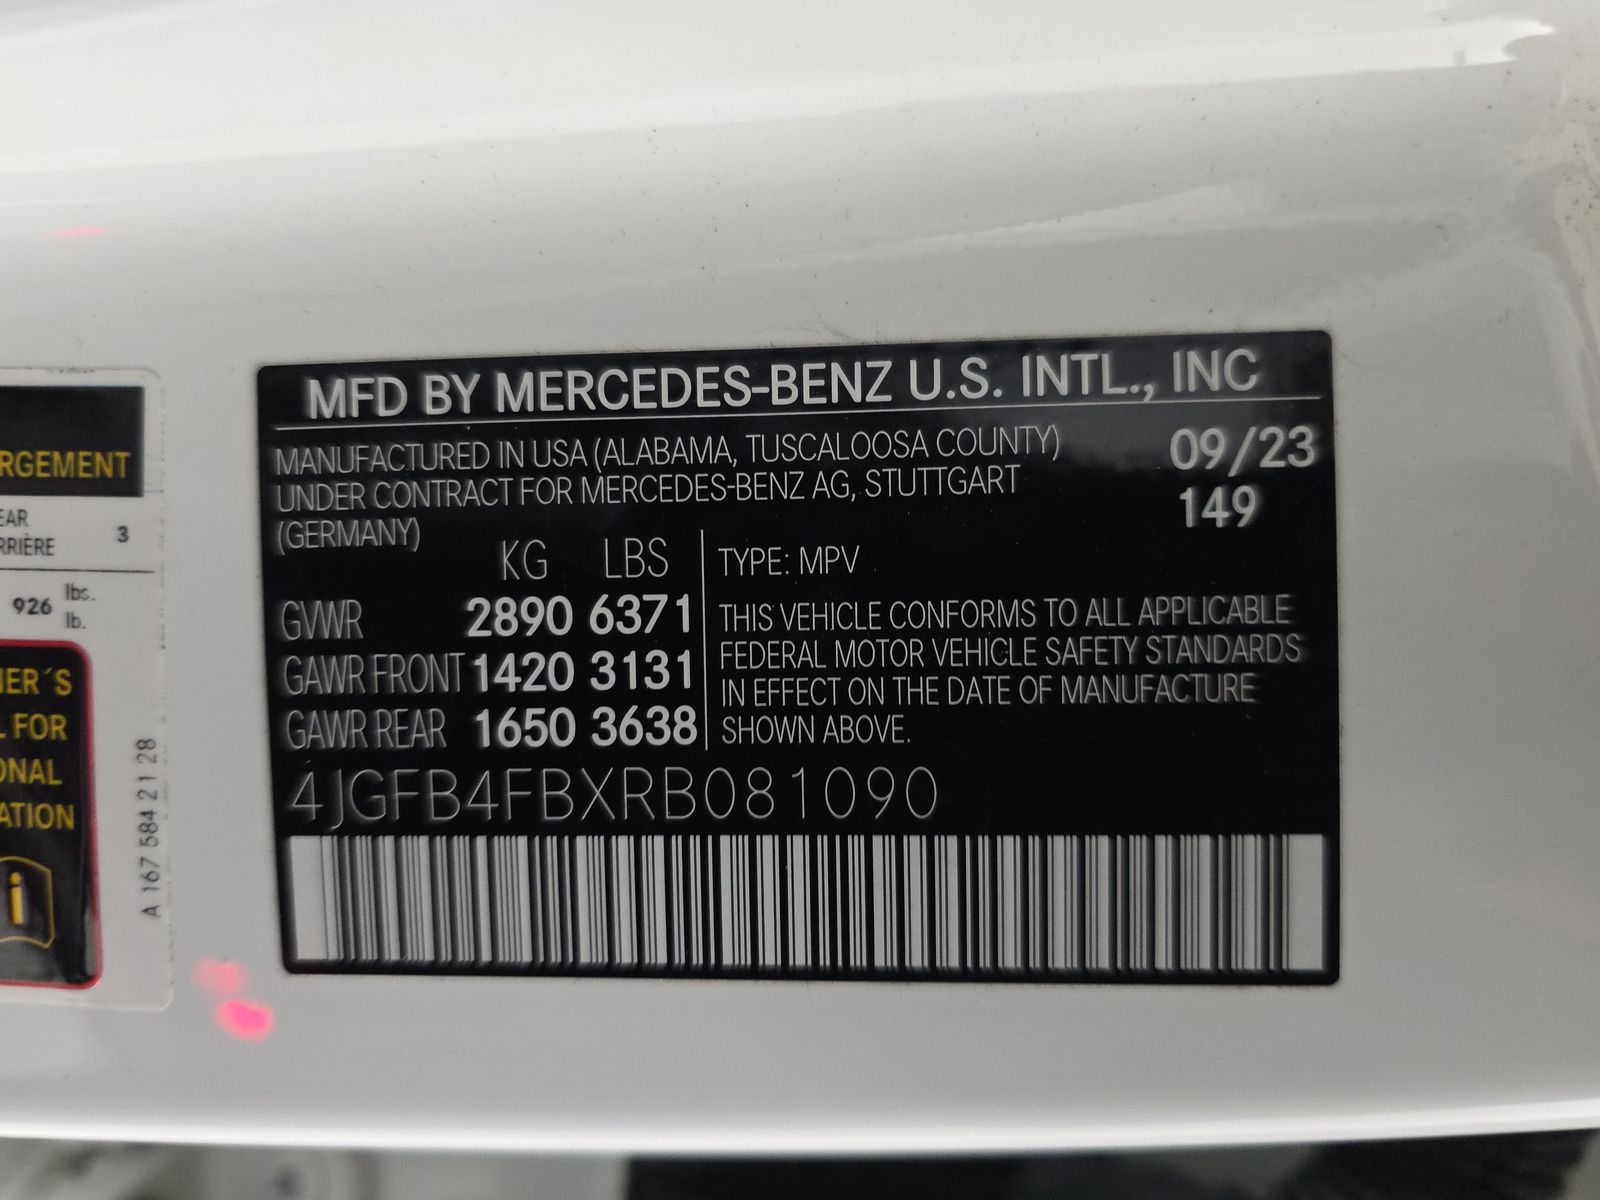 RGEMENT
EAR
RRIÈRE 3
926 lbs.
lb.
ER´S
L FOR
ONAL
ATION
i
A 167 584 21 28
MFD BY MERCEDES-BENZ U.S. INTL., INC
MANUFACTURED IN USA (ALABAMA, TUSCALOOSA COUNTY) 09/23
UNDER CONTRACT FOR MERCEDES-BENZ AG, STUTTGART 149
(GERMANY)
KG LBS
GVWR 2890 6371
GAWR FRONT 1420 3131
GAWR REAR 1650 3638
TYPE: MPV
THIS VEHICLE CONFORMS TO ALL APPLICABLE
FEDERAL MOTOR VEHICLE SAFETY STANDARDS
IN EFFECT ON THE DATE OF MANUFACTURE
SHOWN ABOVE.
4JGFB4FBXRB081090